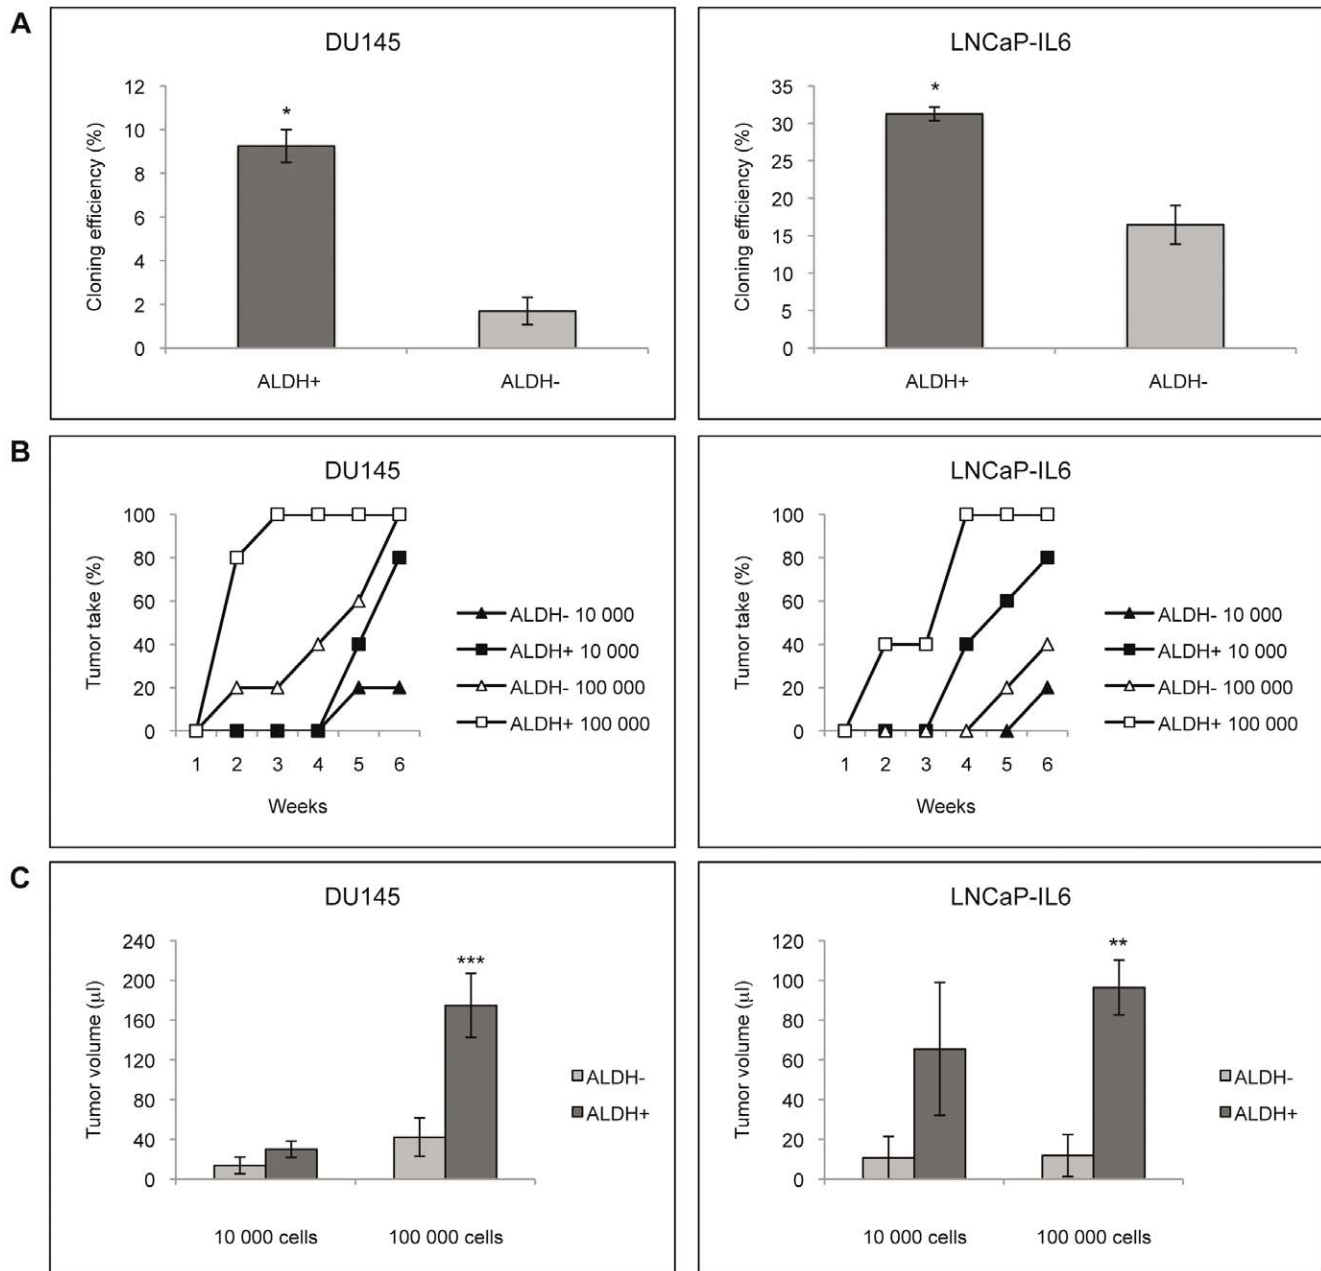 A
DU145
Cloning efficiency (%)
12
10
8
6
4
2
0
*
ALDH+
ALDH-
LNCaP-IL6
Cloning efficiency (%)
35
30
25
20
15
10
5
0
*
ALDH+
ALDH-
B
DU145
Tumor take (%)
100
80
60
40
20
0
1 2 3 4 5 6
Weeks
ALDH- 10 000
ALDH+ 10 000
ALDH- 100 000
ALDH+ 100 000
LNCaP-IL6
Tumor take (%)
100
80
60
40
20
0
1 2 3 4 5 6
Weeks
ALDH- 10 000
ALDH+ 10 000
ALDH- 100 000
ALDH+ 100 000
C
DU145
Tumor volume (µl)
240
200
160
120
80
40
0
***
10 000 cells
100 000 cells
ALDH-
ALDH+
LNCaP-IL6
Tumor volume (µl)
120
100
80
60
40
20
0
**
10 000 cells
100 000 cells
ALDH-
ALDH+